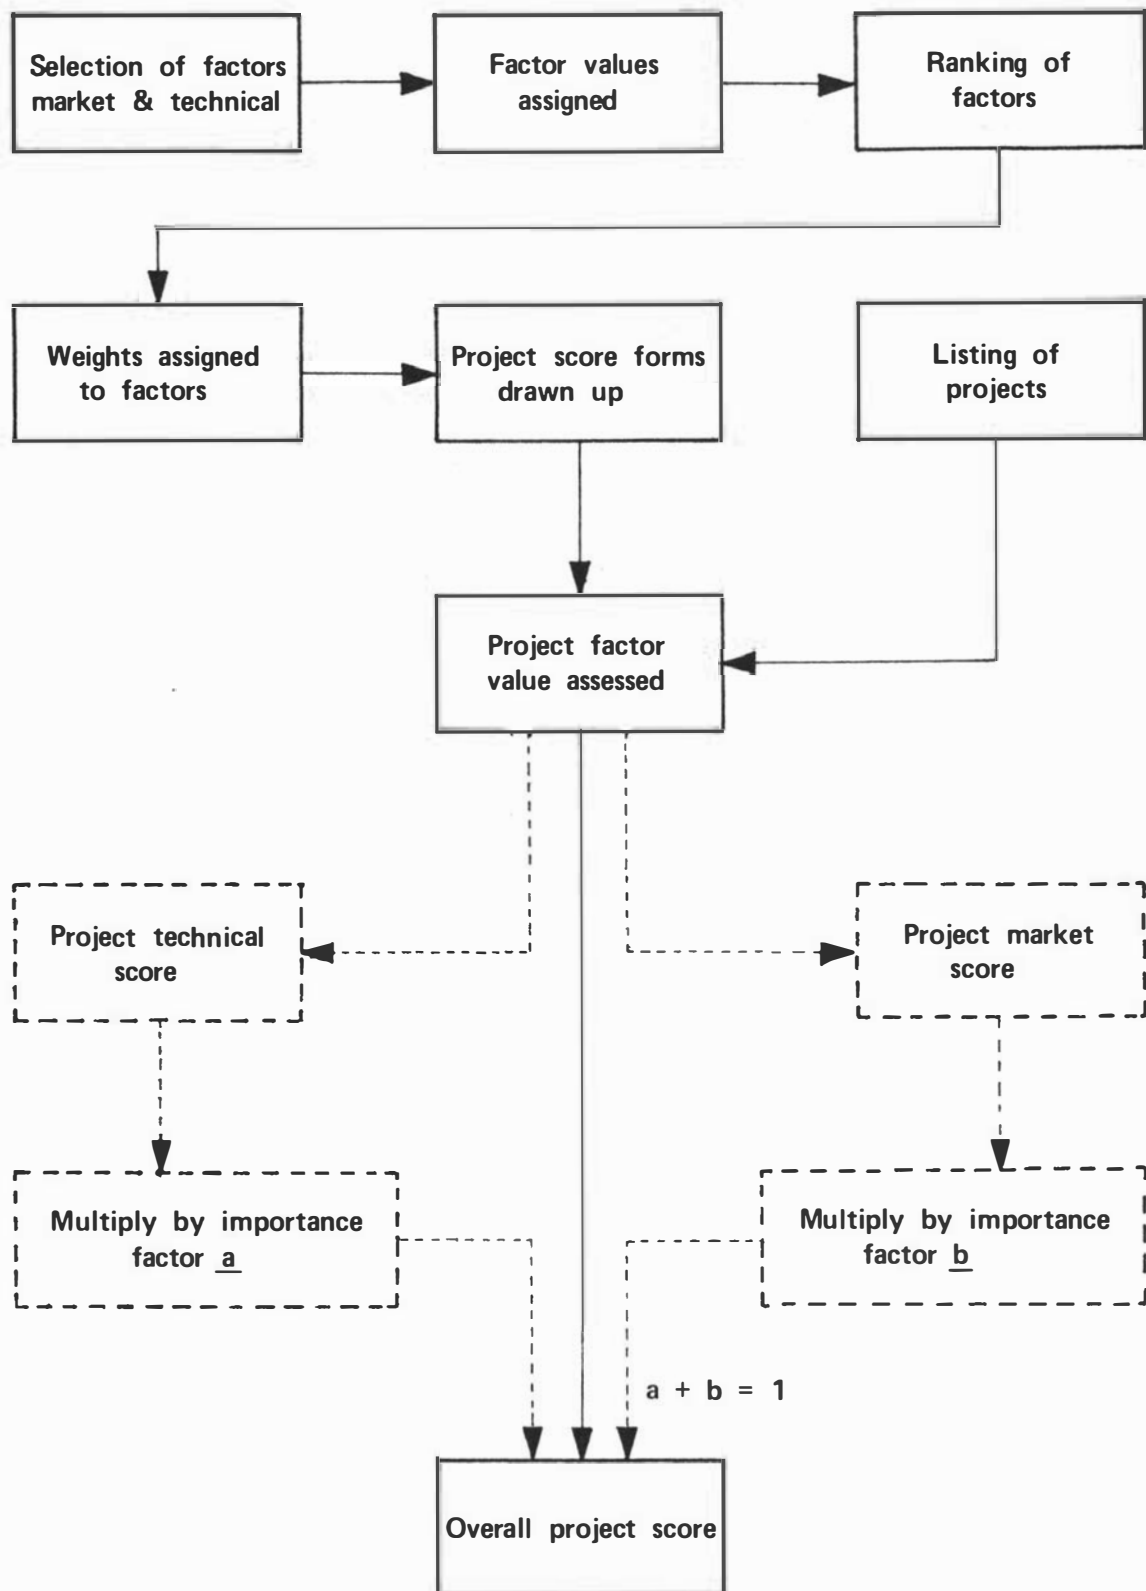 Selection of factors
market & technical
Factor values
assigned
Ranking of
factors
Weights assigned
to factors
Project score forms
drawn up
Listing of
projects
Project factor
value assessed
Project technical
score
Project market
score
Multiply by importance
factor a
Multiply by importance
factor b
a + b = 1
Overall project score